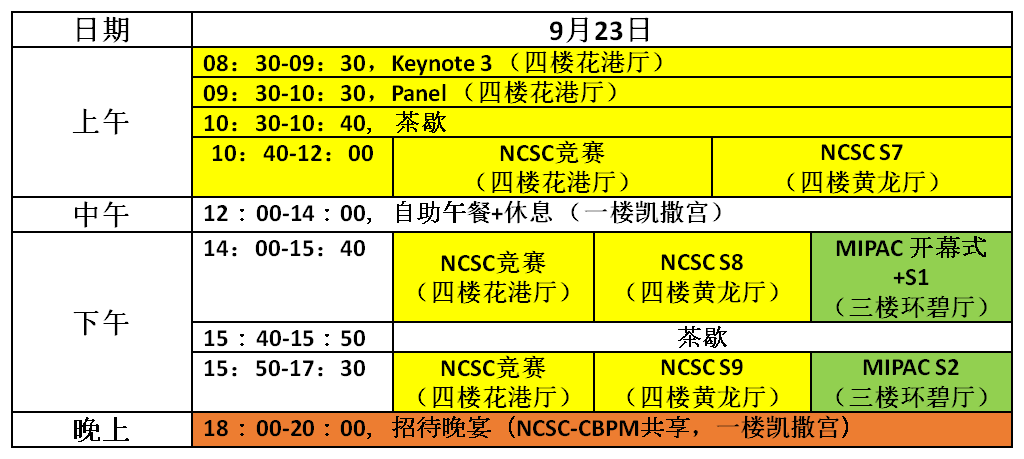 日期
9月23日
上午
08：30-09：30，Keynote 3（四楼花港厅）
09：30-10：30，Panel（四楼花港厅）
10：30-10：40， 茶歇
10：40-12：00
NCSC竞赛
（四楼花港厅）
NCSC S7
（四楼黄龙厅）
中午
12：00-14：00， 自助午餐+休息（一楼凯撒宫）
下午
14：00-15：40
NCSC竞赛
（四楼花港厅）
NCSC S8
（四楼黄龙厅）
MIPAC 开幕式
+S1
（三楼环碧厅）
15：40-15：50
茶歇
15：50-17：30
NCSC竞赛
（四楼花港厅）
NCSC S9
（四楼黄龙厅）
MIPAC S2
（三楼环碧厅）
晚上
18：00-20：00， 招待晚宴（NCSC-CBPM共享，一楼凯撒宫）